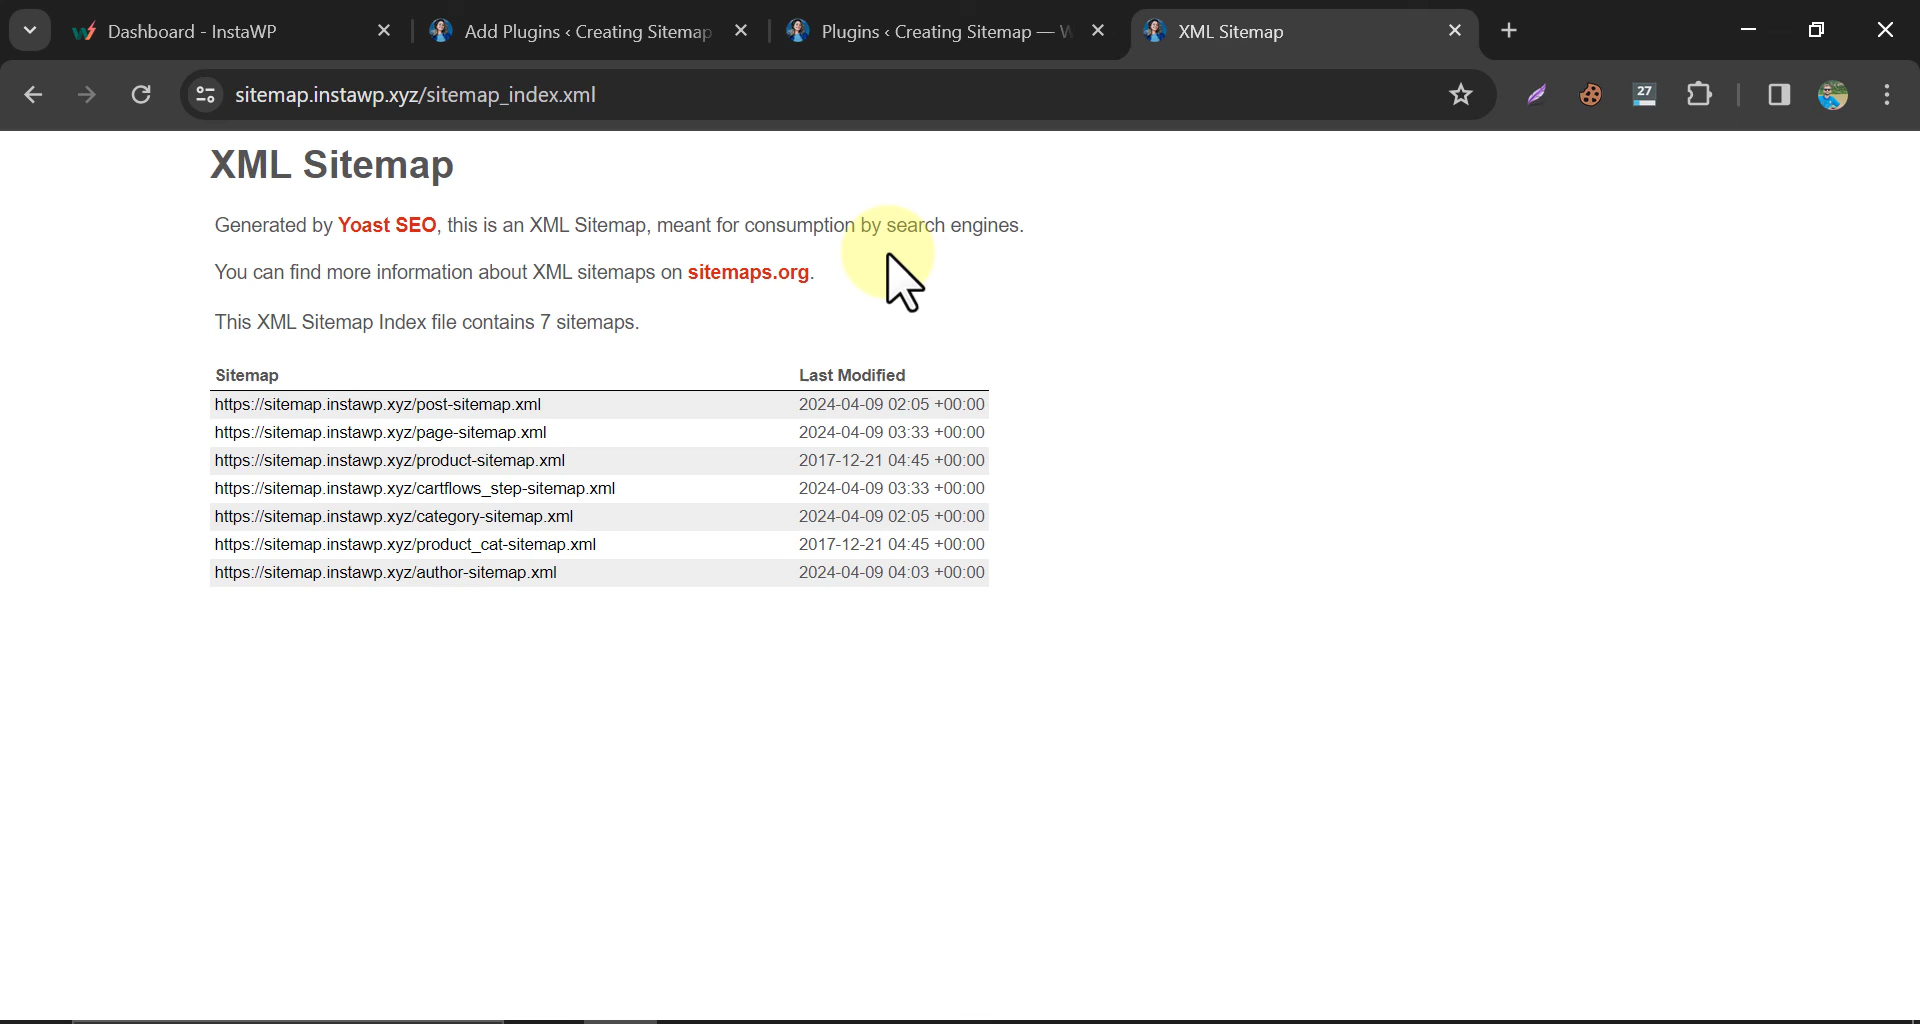 Dashboard - InstaWP
Add Plugins ‹ Creating Sitemap
Plugins ‹ Creating Sitemap — W
XML Sitemap
sitemap.instawp.xyz/sitemap_index.xml
27
XML Sitemap
Generated by Yoast SEO, this is an XML Sitemap, meant for consumption by search engines.
You can find more information about XML sitemaps on sitemaps.org.
This XML Sitemap Index file contains 7 sitemaps.
Sitemap Last Modified
https://sitemap.instawp.xyz/post-sitemap.xml 2024-04-09 02:05 +00:00
https://sitemap.instawp.xyz/page-sitemap.xml 2024-04-09 03:33 +00:00
https://sitemap.instawp.xyz/product-sitemap.xml 2017-12-21 04:45 +00:00
https://sitemap.instawp.xyz/cartflows_step-sitemap.xml 2024-04-09 03:33 +00:00
https://sitemap.instawp.xyz/category-sitemap.xml 2024-04-09 02:05 +00:00
https://sitemap.instawp.xyz/product_cat-sitemap.xml 2017-12-21 04:45 +00:00
https://sitemap.instawp.xyz/author-sitemap.xml 2024-04-09 04:03 +00:00